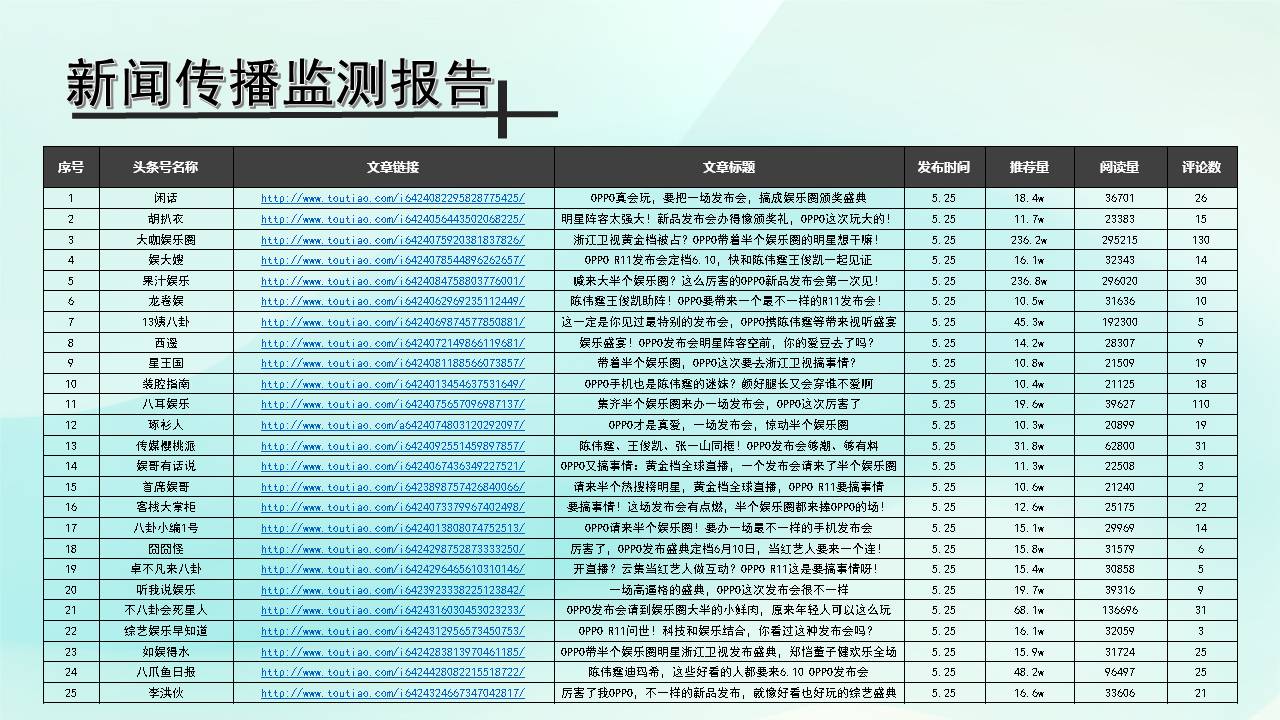 新闻传播监测报告
序号 头条号名称 文章链接 文章标题 发布时间 推荐量 阅读量 评论数
1 闲话 http://www.toutiao.com/i6424082295828775425/ OPPO真会玩，要把一场发布会，搞成娱乐圈颁奖盛典 5.25 18.4w 36701 26
2 胡扒衣 http://www.toutiao.com/i6424056443502068225/ 明星阵容太强大！新品发布会办得像颁奖礼，OPPO这次玩大的！ 5.25 11.7w 23383 15
3 大咖娱乐圈 http://www.toutiao.com/i6424075920381837826/ 浙江卫视黄金档被占？OPPO带着半个娱乐圈的明星想干嘛！ 5.25 236.2w 295215 130
4 娱大嫂 http://www.toutiao.com/i6424078544896262657/ OPPO R11发布会定档6.10，快和陈伟霆王俊凯一起见证 5.25 16.1w 32343 14
5 果汁娱乐 http://www.toutiao.com/i6424084758803776001/ 喊来大半个娱乐圈？这么厉害的OPPO新品发布会第一次见！ 5.25 236.8w 296020 30
6 龙卷娱 http://www.toutiao.com/i6424062969235112449/ 陈伟霆王俊凯助阵！OPPO要带来一个最不一样的R11发布会！ 5.25 10.5w 31636 10
7 13姨八卦 http://www.toutiao.com/i6424069874577850881/ 这一定是你见过最特别的发布会，OPPO携陈伟霆等带来视听盛宴 5.25 45.3w 192300 5
8 西邈 http://www.toutiao.com/i6424072149866119681/ 娱乐盛宴！OPPO发布会明星阵容空前，你的爱豆去了吗？ 5.25 14.2w 28307 9
9 星王国 http://www.toutiao.com/i6424081188566073857/ 带着半个娱乐圈，OPPO这次要去浙江卫视搞事情？ 5.25 10.8w 21509 19
10 装腔指南 http://www.toutiao.com/i6424013454637531649/ OPPO手机也是陈伟霆的迷妹？颜好腿长又会穿谁不爱啊 5.25 10.4w 21125 18
11 八耳娱乐 http://www.toutiao.com/i6424075657096987137/ 集齐半个娱乐圈来办一场发布会，OPPO这次厉害了 5.25 19.6w 39627 110
12 琢衫人 http://www.toutiao.com/a6424074803120292097/ OPPO才是真爱，一场发布会，惊动半个娱乐圈 5.25 10.3w 20899 19
13 传媒樱桃派 http://www.toutiao.com/i6424092551459897857/ 陈伟霆、王俊凯、张一山同框！OPPO发布会够潮、够有料 5.25 31.8w 62800 31
14 娱哥有话说 http://www.toutiao.com/i6424067436349227521/ OPPO又搞事情：黄金档全球直播，一个发布会请来了半个娱乐圈 5.25 11.3w 22508 3
15 首席娱哥 http://www.toutiao.com/i6423898757426840066/ 请来半个热搜榜明星，黄金档全球直播，OPPO R11要搞事情 5.25 10.6w 21240 2
16 客栈大掌柜 http://www.toutiao.com/i6424073379967402498/ 要搞事情！这场发布会有点燃，半个娱乐圈都来捧OPPO的场！ 5.25 12.6w 25175 22
17 八卦小编1号 http://www.toutiao.com/i6424013808074752513/ OPPO请来半个娱乐圈！要办一场最不一样的手机发布会 5.25 15.1w 29969 14
18 囧囧怪 http://www.toutiao.com/i6424298752873333250/ 厉害了，OPPO发布盛典定档6月10日，当红艺人要来一个连！ 5.25 15.8w 31579 6
19 卓不凡来八卦 http://www.toutiao.com/i6424296465610310146/ 开直播？云集当红艺人做互动？OPPO R11这是要搞事情呀！ 5.25 15.4w 30858 5
20 听我说娱乐 http://www.toutiao.com/i6423923338225123842/ 一场高逼格的盛典，OPPO这次发布会很不一样 5.25 19.7w 39316 9
21 不八卦会死星人 http://www.toutiao.com/i6424316030453023233/ OPPO发布会请到娱乐圈大半的小鲜肉，原来年轻人可以这么玩 5.25 68.1w 136696 31
22 综艺娱乐早知道 http://www.toutiao.com/i6424312956573450753/ OPPO R11问世！科技和娱乐结合，你看过这种发布会吗？ 5.25 16.1w 32059 3
23 如娱得水 http://www.toutiao.com/i6424283813970461185/ OPPO带半个娱乐圈明星浙江卫视发布盛典，郑恺董子健欢乐全场 5.25 15.9w 31724 25
24 八爪鱼日报 http://www.toutiao.com/i6424428082215518722/ 陈伟霆迪玛希，这些好看的人都要来6.10 OPPO发布会 5.25 48.2w 96497 25
25 李洪伙 http://www.toutiao.com/i6424324667347042817/ 厉害了我OPPO，不一样的新品发布，就像好看也好玩的综艺盛典 5.25 16.6w 33606 21